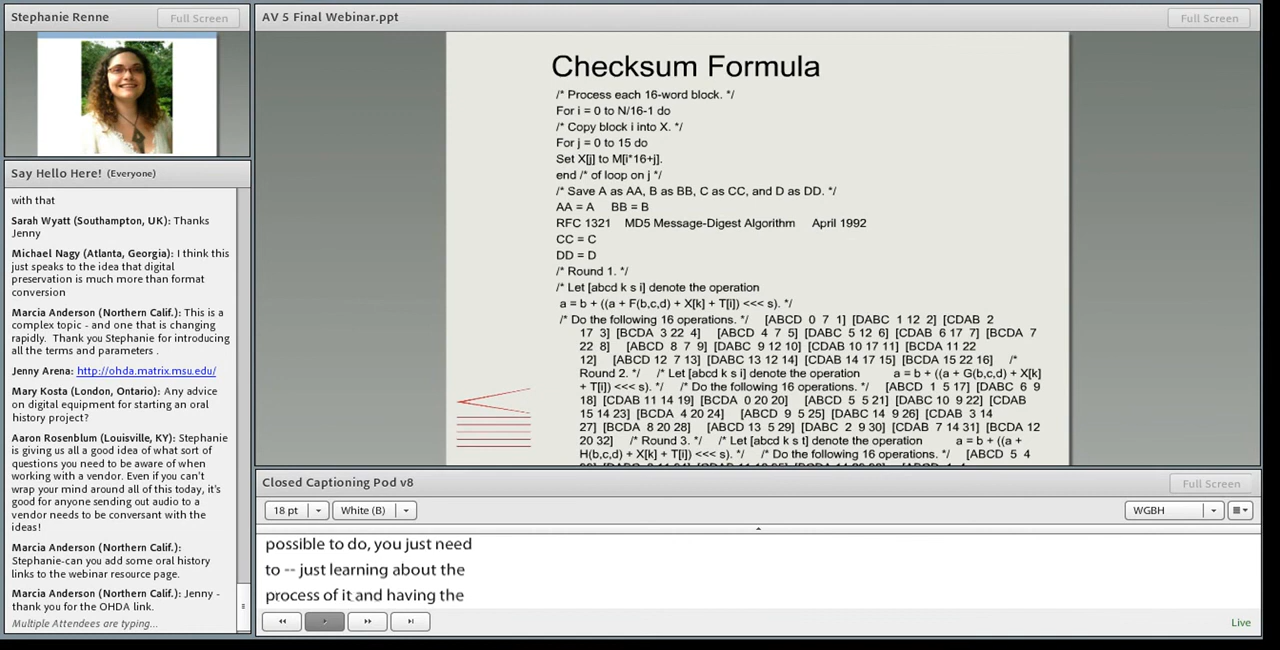 Stephanie Renne
Full Screen
Say Hello Here! (Everyone)
with that
Sarah Wyatt (Southampton, UK): Thanks
Jenny
Michael Nagy (Atlanta, Georgia): I think this
just speaks to the idea that digital
preservation is much more than format
conversion
Marcia Anderson (Northern Calif.): This is a
complex topic - and one that is changing
rapidly. Thank you Stephanie for introducing
all the terms and parameters .
Jenny Arena: http://ohda.matrix.msu.edu/
Mary Kosta (London, Ontario): Any advice
on digital equipment for starting an oral
history project?
Aaron Rosenblum (Louisville, KY): Stephanie
is giving us all a good idea of what sort of
questions you need to be aware of when
working with a vendor. Even if you can't
wrap your mind around all of this today, it's
good for anyone sending out audio to a
vendor needs to be conversant with the
ideas!
Marcia Anderson (Northern Calif.):
Stephanie-can you add some oral history
links to the webinar resource page.
Marcia Anderson (Northern Calif.): Jenny -
thank you for the OHDA link.
Multiple Attendees are typing...
AV 5 Final Webinar.ppt
Full Screen
Checksum Formula
/* Process each 16-word block. */
For i = 0 to N/16-1 do
/* Copy block i into X. */
For j = 0 to 15 do
Set X[j] to M[i*16+j].
end /* of loop on j */
/* Save A as AA, B as BB, C as CC, and D as DD. */
AA = A BB = B
RFC 1321 MD5 Message-Digest Algorithm April 1992
CC = C
DD = D
/* Round 1. */
/* Let [abcd k s i] denote the operation
a = b + ((a + F(b,c,d) + X[k] + T[i]) <<< s). */
/* Do the following 16 operations. */ [ABCD 0 7 1] [DABC 1 12 2] [CDAB 2
17 3] [BCDA 3 22 4] [ABCD 4 7 5] [DABC 5 12 6] [CDAB 6 17 7] [BCDA 7
22 8] [ABCD 8 7 9] [DABC 9 12 10] [CDAB 10 17 11] [BCDA 11 22
12] [ABCD 12 7 13] [DABC 13 12 14] [CDAB 14 17 15] [BCDA 15 22 16] /*
Round 2. */ /* Let [abcd k s i] denote the operation a = b + ((a + G(b,c,d) + X[k]
+ T[i]) <<< s). */ /* Do the following 16 operations. */ [ABCD 1 5 17] [DABC 6 9
18] [CDAB 11 14 19] [BCDA 0 20 20] [ABCD 5 5 21] [DABC 10 9 22] [CDAB
15 14 23] [BCDA 4 20 24] [ABCD 9 5 25] [DABC 14 9 26] [CDAB 3 14
27] [BCDA 8 20 28] [ABCD 13 5 29] [DABC 2 9 30] [CDAB 7 14 31] [BCDA 12
20 32] /* Round 3. */ /* Let [abcd k s t] denote the operation a = b + ((a +
H(b,c,d) + X[k] + T[i]) <<< s). */ /* Do the following 16 operations. */ [ABCD 5 4
Closed Captioning Pod v8
Full Screen
18 pt
White (B)
WGBH
possible to do, you just need
to -- just learning about the
process of it and having the
Live